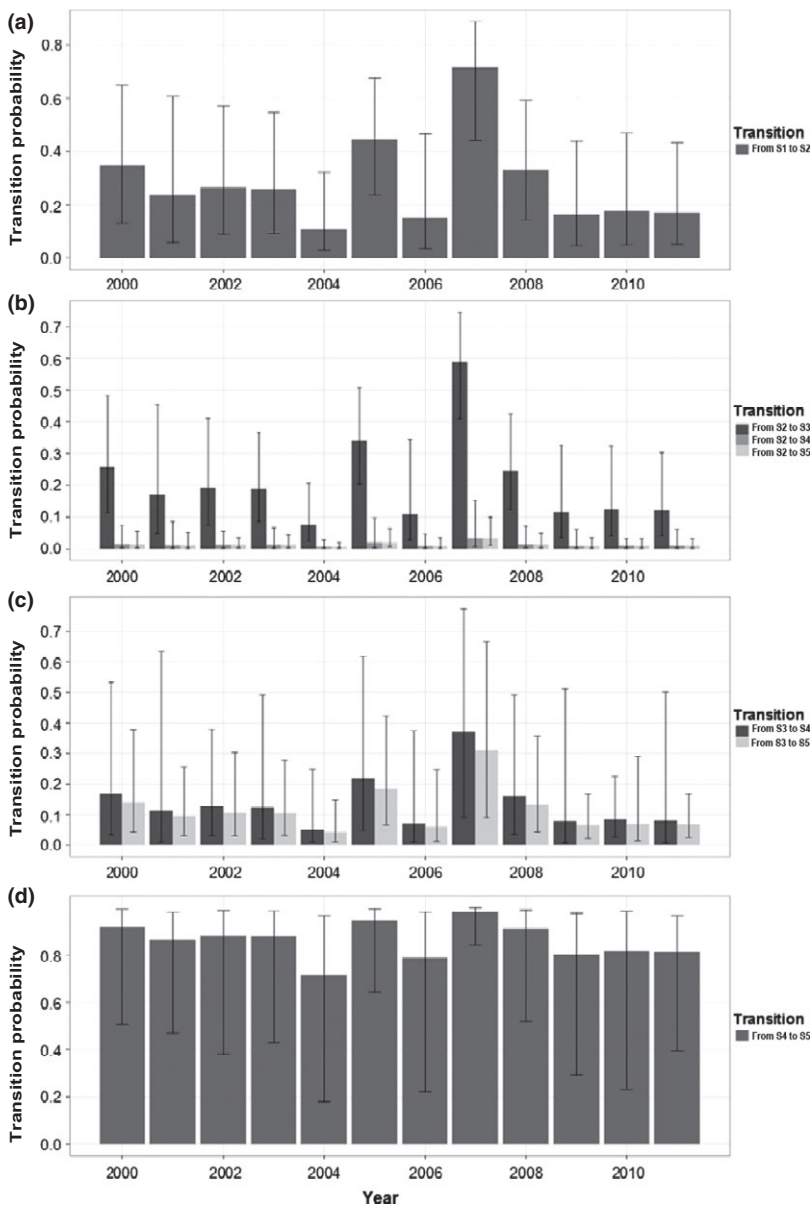 (a)
Transition probability
0.8
0.6
0.4
0.2
0.0
2000 2002 2004 2006 2008 2010
Transition
From S1 to S2
(b)
Transition probability
0.7
0.6
0.5
0.4
0.3
0.2
0.1
0.0
2000 2002 2004 2006 2008 2010
Transition
From S2 to S3
From S2 to S4
From S2 to S5
(c)
Transition probability
0.7
0.6
0.5
0.4
0.3
0.2
0.1
0.0
2000 2002 2004 2006 2008 2010
Transition
From S3 to S4
From S3 to S5
(d)
Transition probability
0.8
0.6
0.4
0.2
0.0
2000 2002 2004 2006 2008 2010
Year
Transition
From S4 to S5